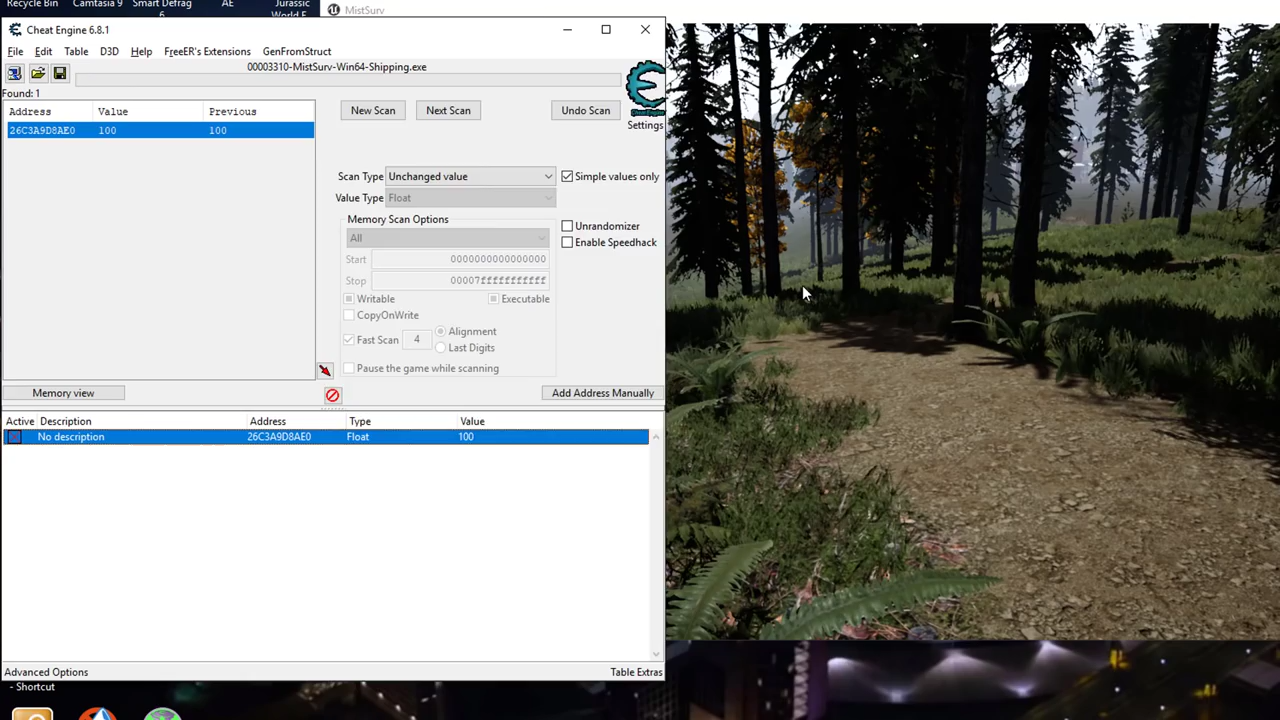 Recycle Bin
Camtasia 9
Smart Defrag
6
AE
Jurassic
World E
MistSurv
Cheat Engine 6.8.1
File Edit Table D3D Help FreeER's Extensions GenFromStruct
00003310-MistSurv-Win64-Shipping.exe
Found: 1
Address Value Previous
26C3A9D8AE0 100 100
New Scan Next Scan Undo Scan
Cheat Engine
Settings
Scan Type Unchanged value
Simple values only
Value Type Float
Memory Scan Options
All
Unrandomizer
Enable Speedhack
Start 0000000000000000
Stop 00007fffffffffff
Writable Executable
CopyOnWrite
Fast Scan 4 Alignment
Last Digits
Pause the game while scanning
Memory view
Add Address Manually
Active Description Address Type Value
No description 26C3A9D8AE0 Float 100
Advanced Options
Table Extras
- Shortcut